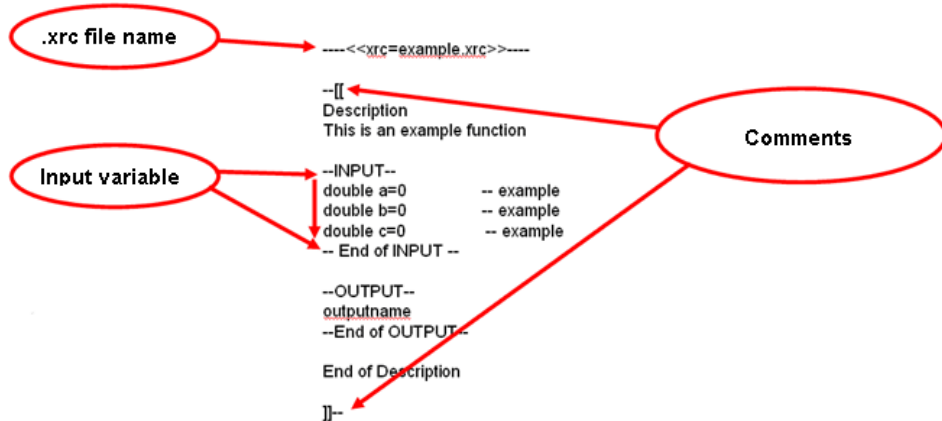 .xrc file name
----<<xrc=example.xrc>>----
--[[
Description
This is an example function
Comments
Input variable
--INPUT--
double a=0 -- example
double b=0 -- example
double c=0 -- example
-- End of INPUT --
--OUTPUT--
outputname
--End of OUTPUT--
End of Description
]]--